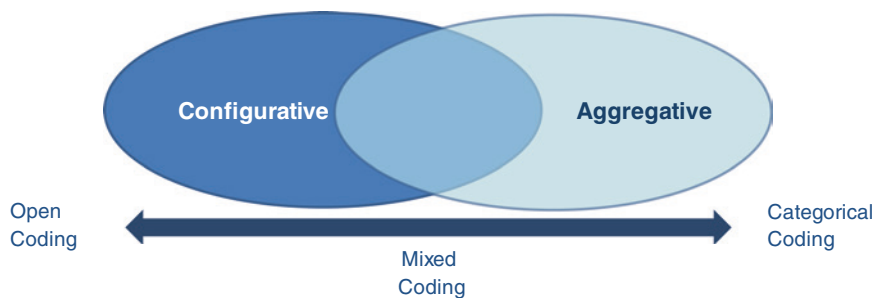 Configurative
Aggregative
Open
Coding
Mixed
Coding
Categorical
Coding